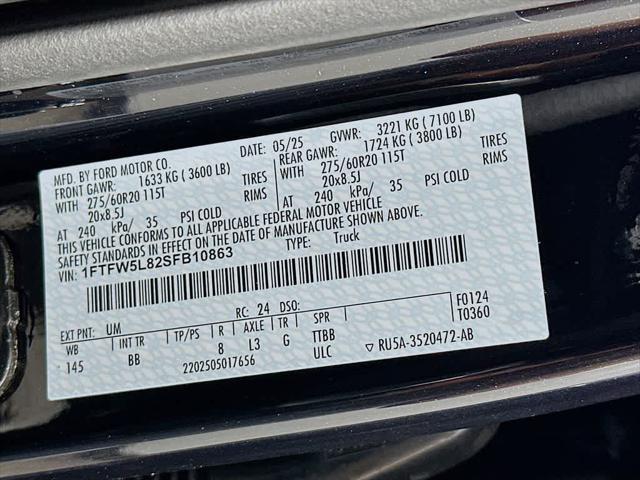 MFD. BY FORD MOTOR CO. DATE: 05/25 GVWR: 3221 KG ( 7100 LB)
FRONT GAWR: 1633 KG ( 3600 LB) REAR GAWR: 1724 KG ( 3800 LB)
WITH 275/60R20 115T TIRES WITH 275/60R20 115T TIRES
20x8.5J RIMS 20x8.5J RIMS
AT 240 kPa/ 35 PSI COLD AT 240 kPa/ 35 PSI COLD
THIS VEHICLE CONFORMS TO ALL APPLICABLE FEDERAL MOTOR VEHICLE
SAFETY STANDARDS IN EFFECT ON THE DATE OF MANUFACTURE SHOWN ABOVE.
VIN: 1FTFW5L82SFB10863 TYPE: Truck
F0124
T0360
EXT PNT: UM RC: 24 DSO:
WB INT TR TP/PS R AXLE TR SPR
145 BB 8 L3 G TTBB
2202505017656 ULC ▽ RU5A-3520472-AB